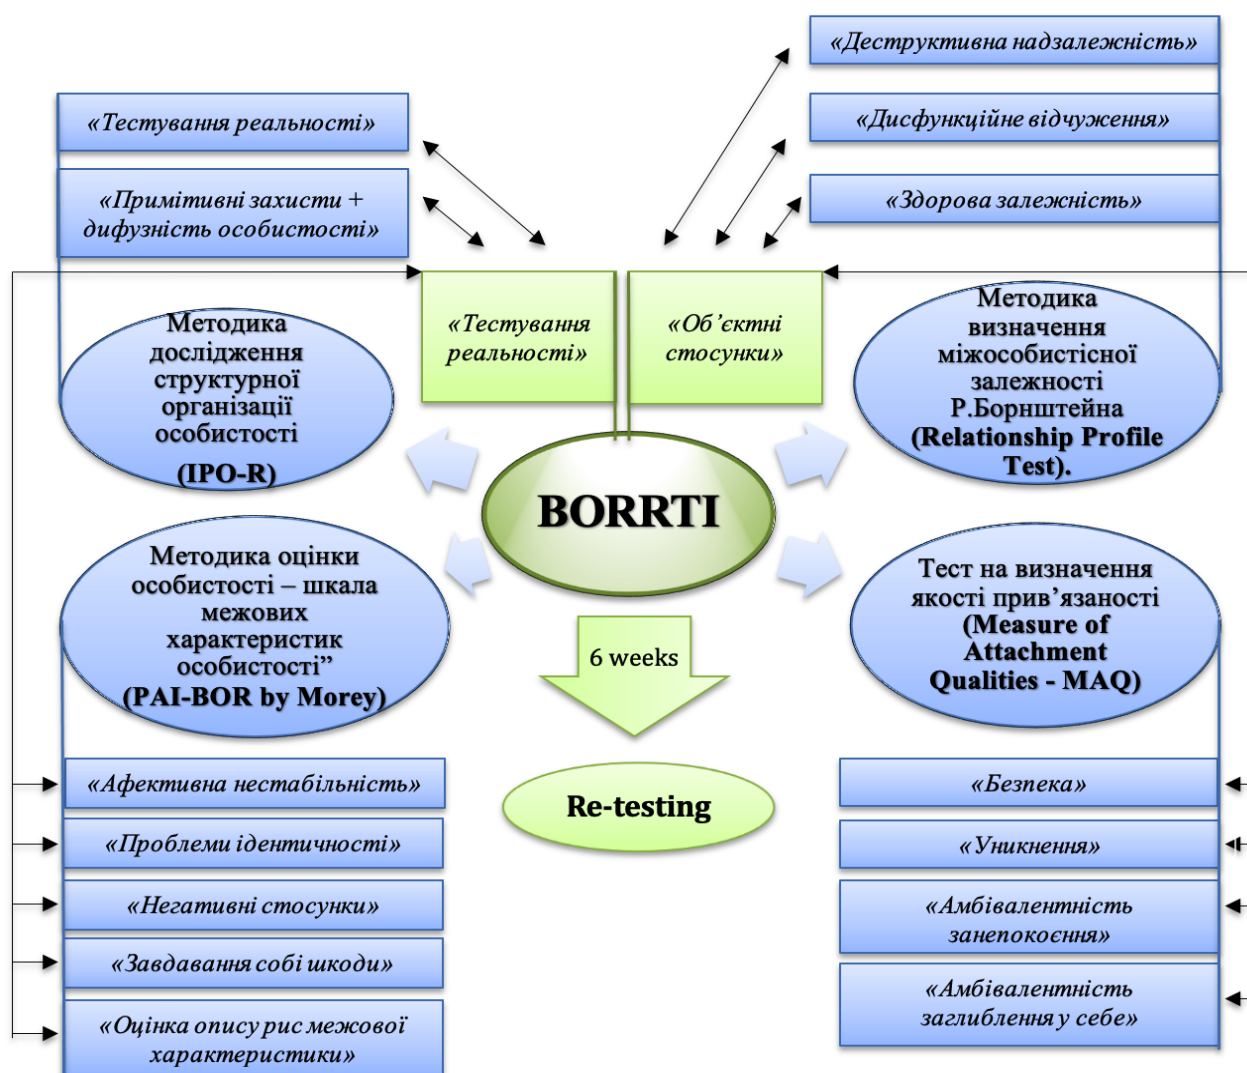 «Деструктивна надзалежність»
«Тестування реальності»
«Дисфункційне відчуження»
«Примітивні захисти +
дифузність особистості»
«Здорова залежність»
«Тестування
реальності»
«Об’єктні
стосунки»
Методика
дослідження
структурної
організації
особистості
(IPO-R)
Методика
визначення
міжособистісної
залежності
Р.Борнштейна
(Relationship Profile
Test).
BORRTI
Методика оцінки
особистості – шкала
межових
характеристик
особистості”
(PAI-BOR by Morey)
Тест на визначення
якості прив’язаності
(Measure of
Attachment
Qualities - MAQ)
6 weeks
Re-testing
«Афективна нестабільність»
«Проблеми ідентичності»
«Негативні стосунки»
«Завдавання собі шкоди»
«Оцінка опису рис межової
характеристики»
«Безпека»
«Уникнення»
«Амбівалентність
занепокоєння»
«Амбівалентність
заглиблення у себе»